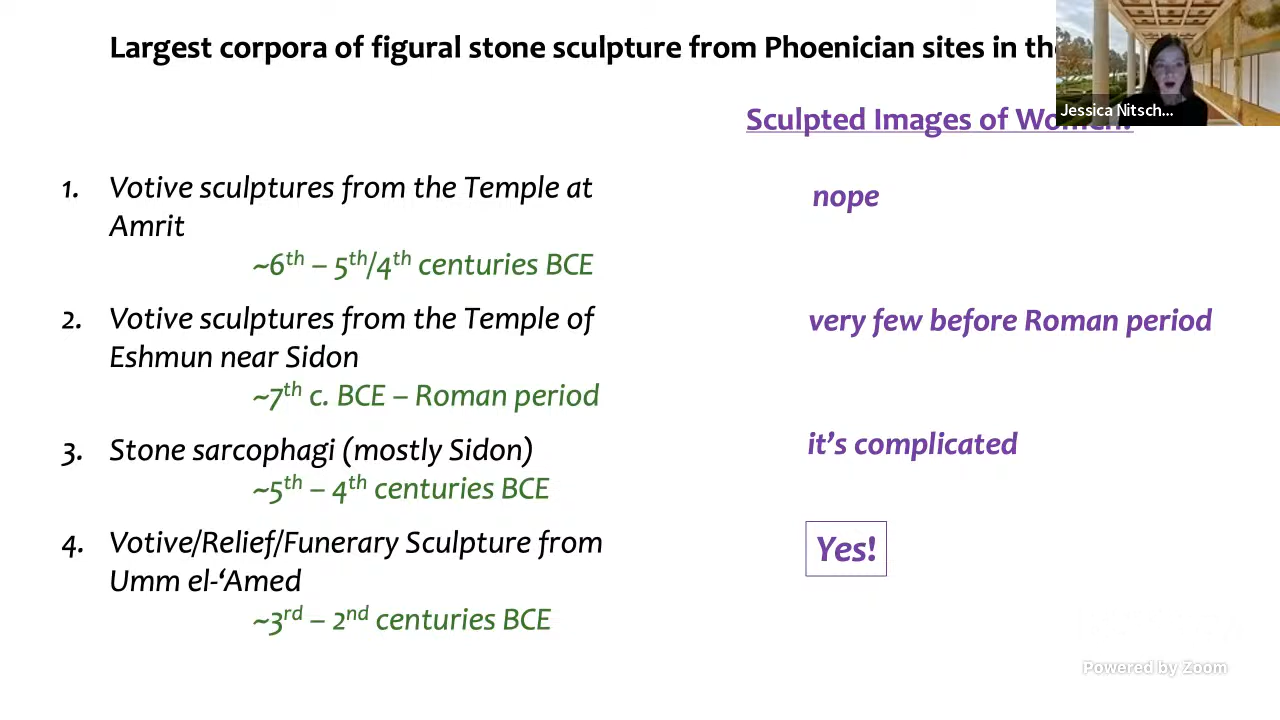 Largest corpora of figural stone sculpture from Phoenician sites in the
Jessica Nitsch...
Sculpted Images of Women?
1. Votive sculptures from the Temple at
Amrit
nope
~6th – 5th/4th centuries BCE
2. Votive sculptures from the Temple of
Eshmun near Sidon
very few before Roman period
~7th c. BCE – Roman period
3. Stone sarcophagi (mostly Sidon)
it's complicated
~5th – 4th centuries BCE
4. Votive/Relief/Funerary Sculpture from
Umm el-‘Amed
Yes!
~3rd – 2nd centuries BCE
Powered by Zoom